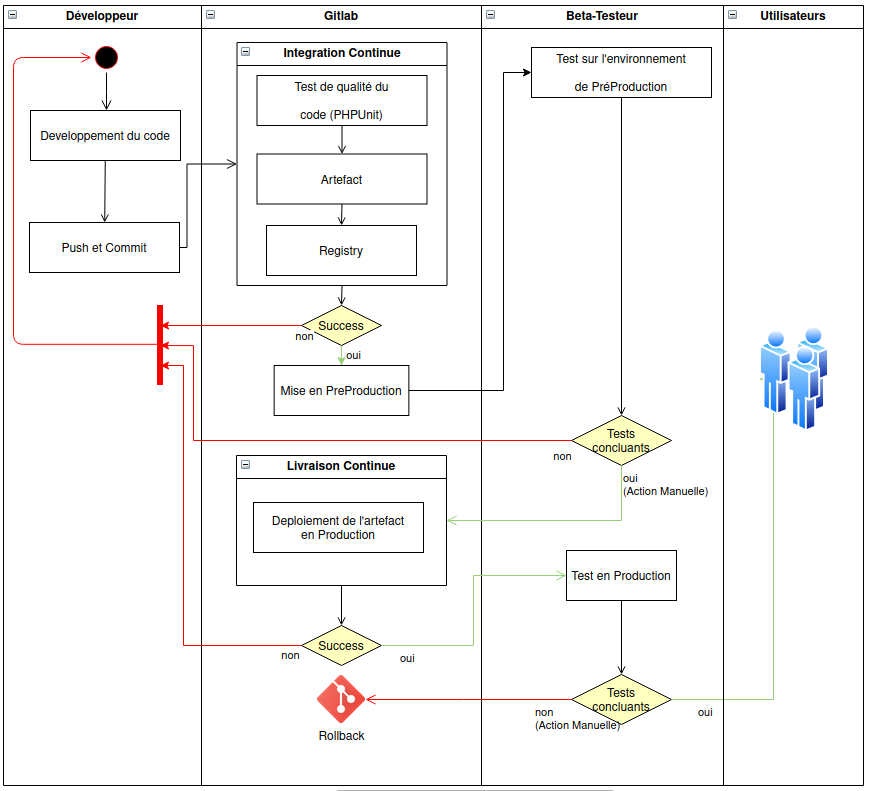 Développeur
Gitlab
Beta-Testeur
Utilisateurs
Integration Continue
Test de qualité du
code (PHPUnit)
Artefact
Registry
Developpement du code
Push et Commit
Success
non
oui
Mise en PreProduction
Test sur l'environnement
de PréProduction
Tests
concluants
non
oui
(Action Manuelle)
Livraison Continue
Deploiement de l'artefact
en Production
Success
non
oui
Test en Production
Tests
concluants
non
(Action Manuelle)
oui
Rollback